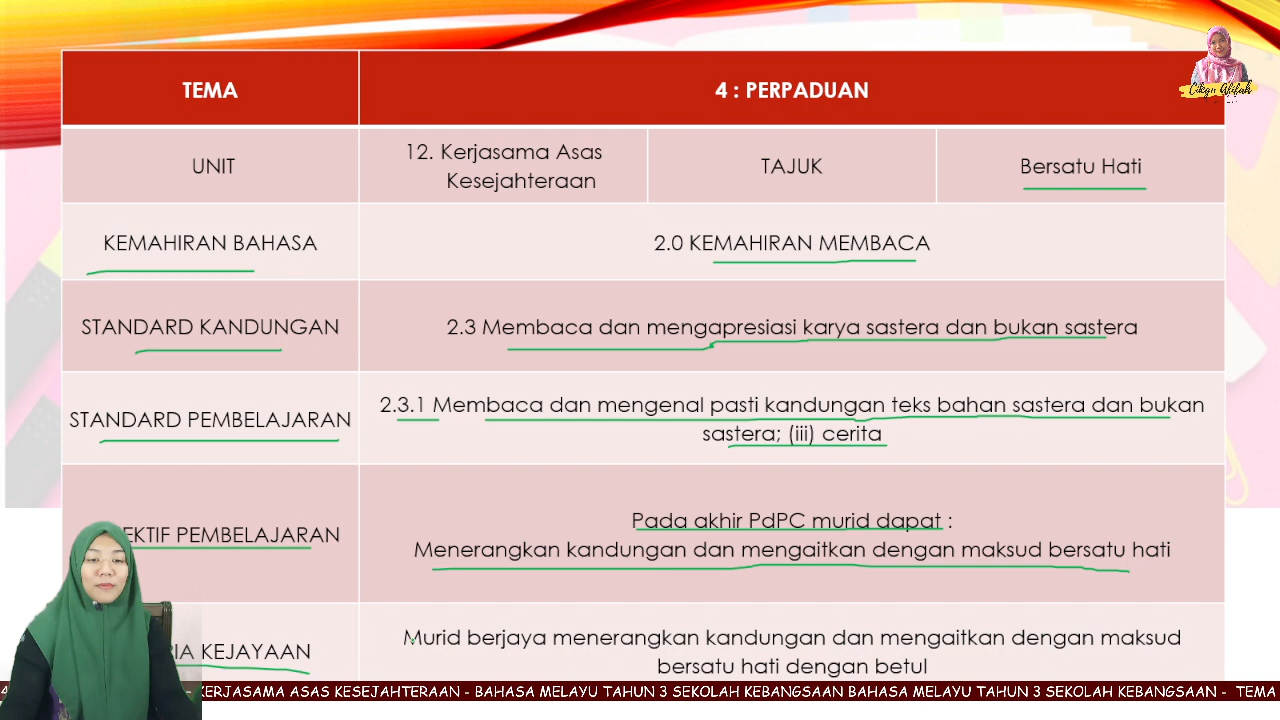 TEMA
4 : PERPADUAN
Cikgu Afifah
UNIT
12. Kerjasama Asas
Kesejahteraan
TAJUK
Bersatu Hati
KEMAHIRAN BAHASA
2.0 KEMAHIRAN MEMBACA
STANDARD KANDUNGAN
2.3 Membaca dan mengapresiasi karya sastera dan bukan sastera
STANDARD PEMBELAJARAN
2.3.1 Membaca dan mengenal pasti kandungan teks bahan sastera dan bukan
sastera; (iii) cerita
EKTIF PEMBELAJARAN
Pada akhir PdPC murid dapat :
Menerangkan kandungan dan mengaitkan dengan maksud bersatu hati
IA KEJAYAAN
Murid berjaya menerangkan kandungan dan mengaitkan dengan maksud
bersatu hati dengan betul
- KERJASAMA ASAS KESEJAHTERAAN - BAHASA MELAYU TAHUN 3 SEKOLAH KEBANGSAAN BAHASA MELAYU TAHUN 3 SEKOLAH KEBANGSAAN - TEMA